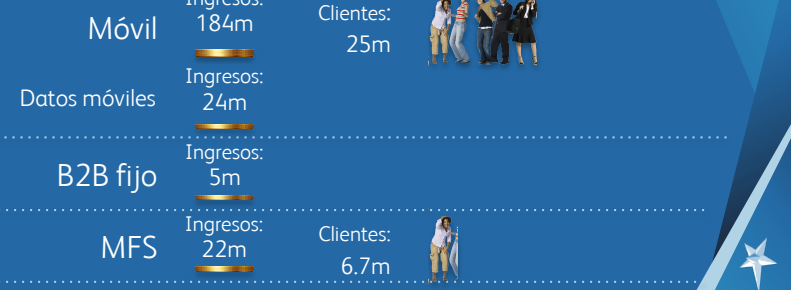 Ingresos:
Móvil
184m
Clientes:
25m
Ingresos:
Datos móviles
24m
Ingresos:
B2B fijo
5m
Ingresos:
MFS
22m
Clientes:
6.7m